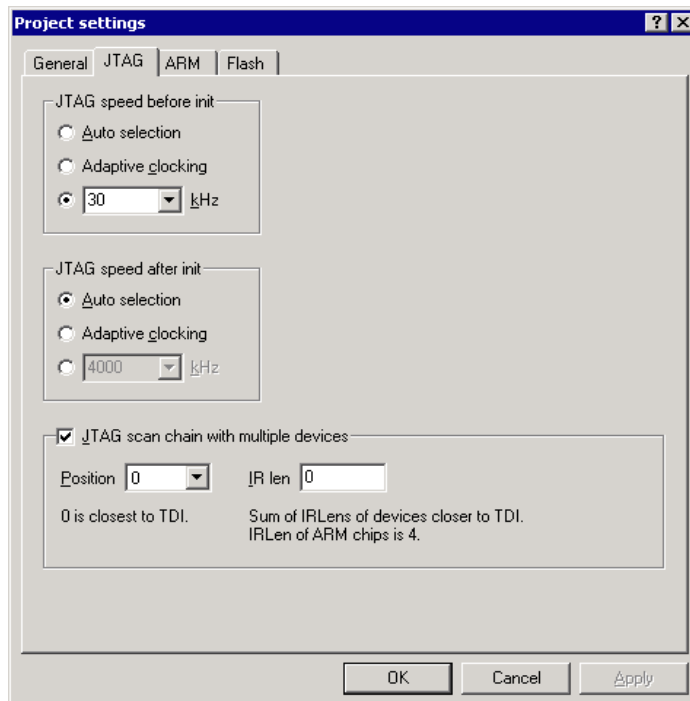 Project settings
General JTAG ARM Flash
JTAG speed before init
Auto selection
Adaptive clocking
30 kHz
JTAG speed after init
Auto selection
Adaptive clocking
4000 kHz
JTAG scan chain with multiple devices
Position 0 IR len 0
0 is closest to TDI. Sum of IRLens of devices closer to TDI.
IRLen of ARM chips is 4.
OK Cancel Apply